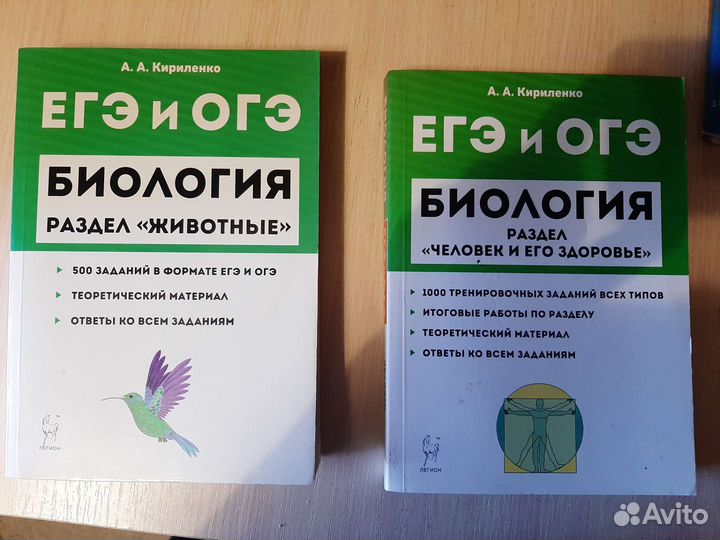 А. А. Кириленко
ЕГЭ и ОГЭ
БИОЛОГИЯ
РАЗДЕЛ «ЖИВОТНЫЕ»
500 ЗАДАНИЙ В ФОРМАТЕ ЕГЭ И ОГЭ
ТЕОРЕТИЧЕСКИЙ МАТЕРИАЛ
ОТВЕТЫ КО ВСЕМ ЗАДАНИЯМ
ЛЕГИОН
А. А. Кириленко
ЕГЭ и ОГЭ
БИОЛОГИЯ
РАЗДЕЛ
«ЧЕЛОВЕК И ЕГО ЗДОРОВЬЕ»
1000 ТРЕНИРОВОЧНЫХ ЗАДАНИЙ ВСЕХ ТИПОВ
ИТОГОВЫЕ РАБОТЫ ПО РАЗДЕЛУ
ТЕОРЕТИЧЕСКИЙ МАТЕРИАЛ
ОТВЕТЫ КО ВСЕМ ЗАДАНИЯМ
ЛЕГИОН
Avito